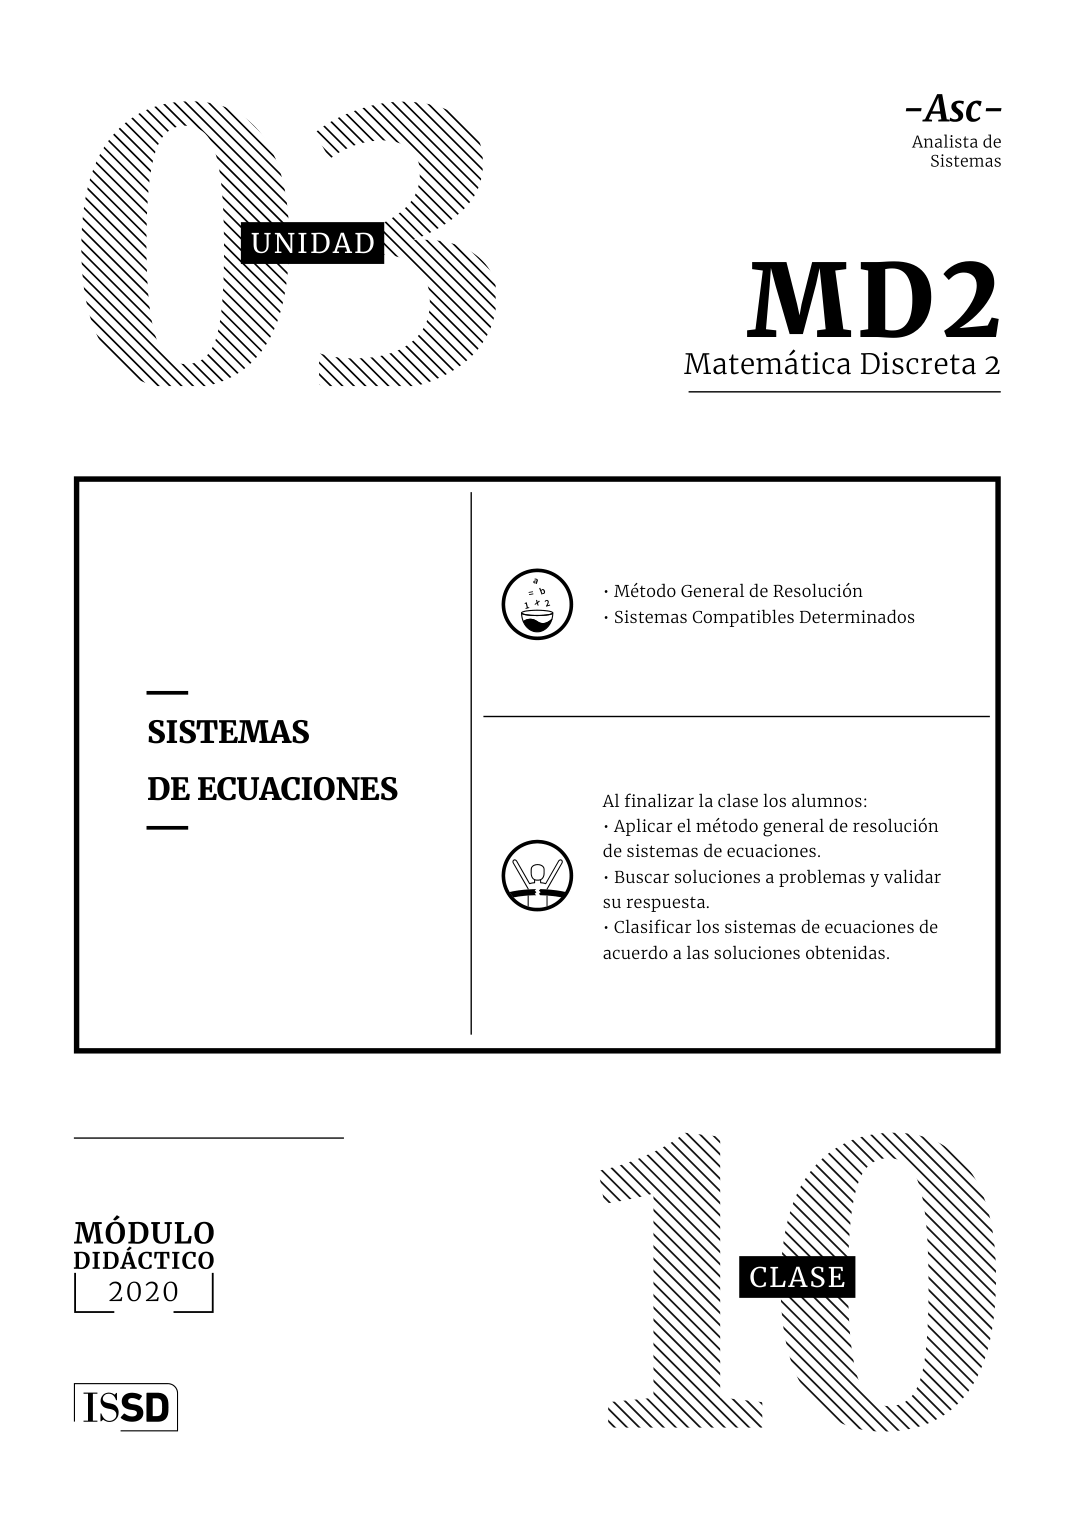 03
UNIDAD
-Asc-
Analista de
Sistemas
MD2
Matemática Discreta 2
SISTEMAS
DE ECUACIONES
a
= b
1 + 2
• Método General de Resolución
• Sistemas Compatibles Determinados
Al finalizar la clase los alumnos:
• Aplicar el método general de resolución
de sistemas de ecuaciones.
• Buscar soluciones a problemas y validar
su respuesta.
• Clasificar los sistemas de ecuaciones de
acuerdo a las soluciones obtenidas.
MÓDULO
DIDÁCTICO
2020
ISSD
10
CLASE